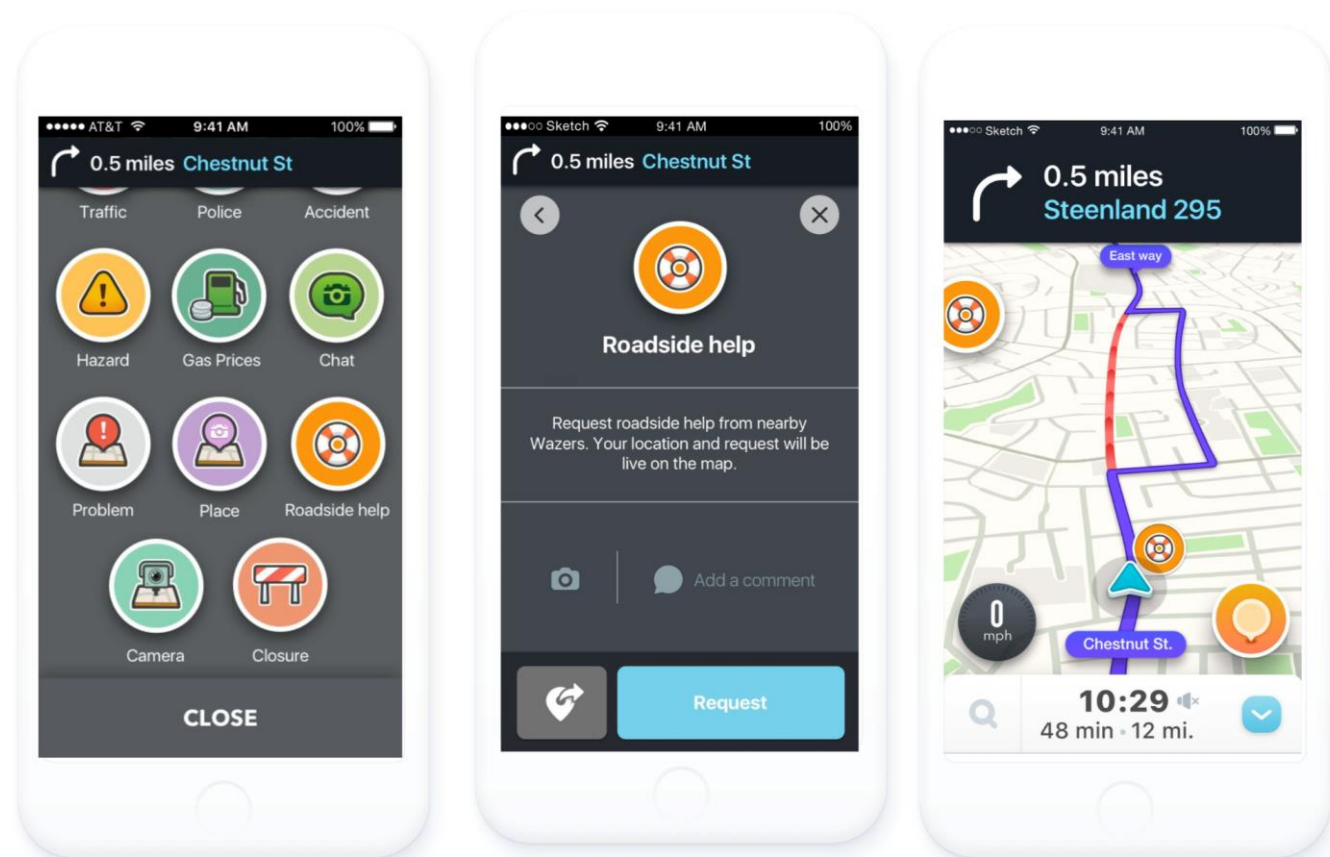 AT&T 9:41 AM 100%
0.5 miles Chestnut St
Traffic Police Accident
Hazard Gas Prices Chat
Problem Place Roadside help
Camera Closure
CLOSE
Sketch 9:41 AM 100%
0.5 miles Chestnut St
Roadside help
Request roadside help from nearby
Wazers. Your location and request will be
live on the map.
Add a comment
Request
Sketch 9:41 AM 100%
0.5 miles
Steenland 295
East way
0
mph
Chestnut St.
10:29
48 min 12 mi.